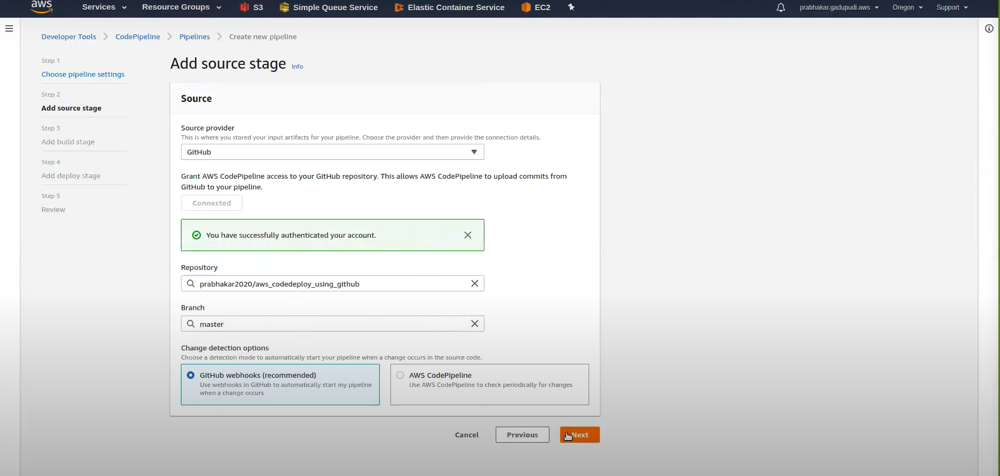 aws
Services
Resource Groups
S3
Simple Queue Service
Elastic Container Service
EC2
prabhakar.gadupudi.aws
Oregon
Support
Developer Tools
CodePipeline
Pipelines
Create new pipeline
Step 1
Choose pipeline settings
Step 2
Add source stage
Step 3
Add build stage
Step 4
Add deploy stage
Step 5
Review
Add source stage Info
Source
Source provider
This is where you stored your input artifacts for your pipeline. Choose the provider and then provide the connection details.
GitHub
Grant AWS CodePipeline access to your GitHub repository. This allows AWS CodePipeline to upload commits from
GitHub to your pipeline.
Connected
You have successfully authenticated your account.
Repository
prabhakar2020/aws_codedeploy_using_github
Branch
master
Change detection options
Choose a detection mode to automatically start your pipeline when a change occurs in the source code.
GitHub webhooks (recommended)
Use webhooks in GitHub to automatically start my pipeline
when a change occurs
AWS CodePipeline
Use AWS CodePipeline to check periodically for changes
Cancel
Previous
Next